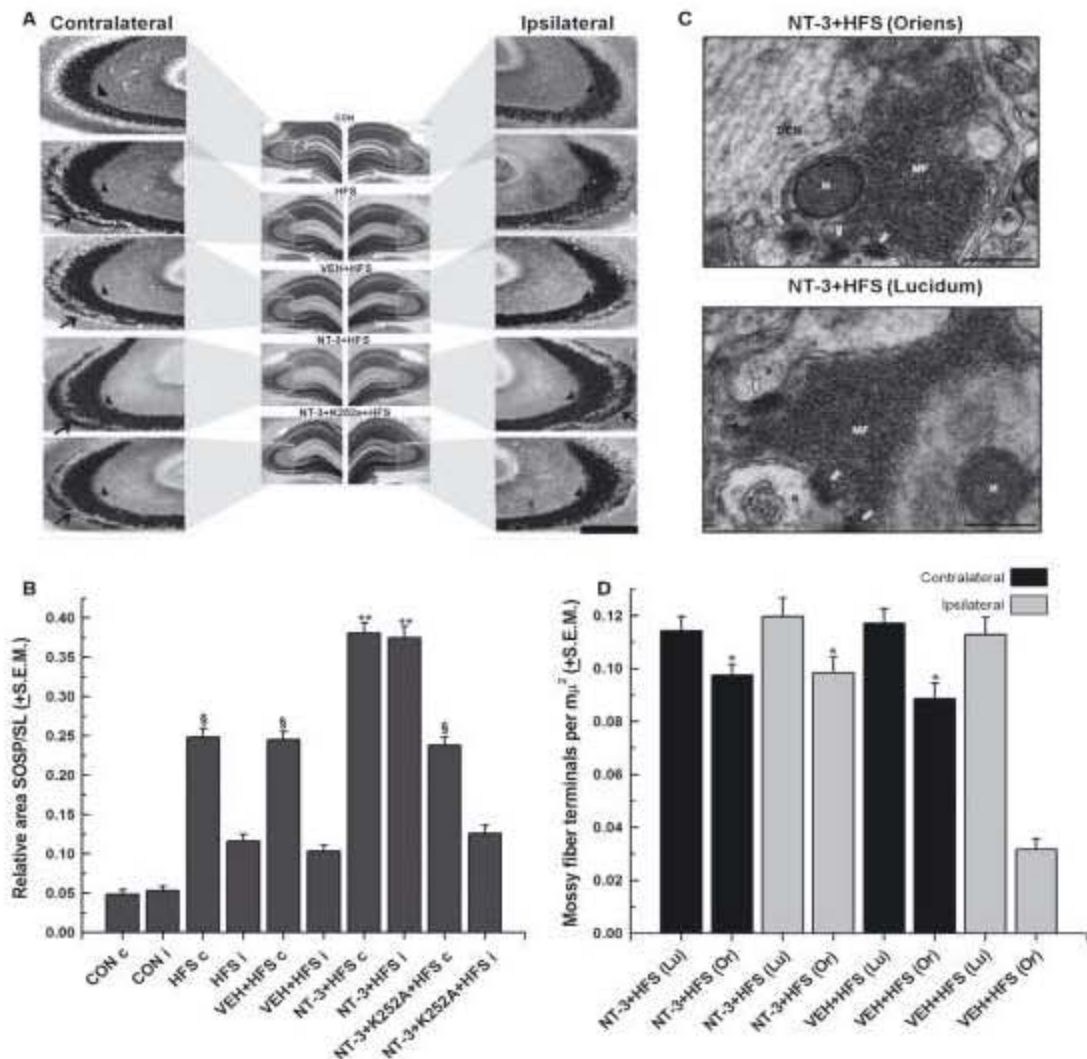 A
Contralateral
Ipsilateral
CON
HFS
VEH+HFS
NT-3+HFS
NT-3+K252a+HFS
C
NT-3+HFS (Oriens)
DEN
M
MF
NT-3+HFS (Lucidum)
MF
M
B
Relative area SOSP/SL (±S.E.M.)
0.40
0.35
0.30
0.25
0.20
0.15
0.10
0.05
0.00
§
§
**
**
§
CON c
CON i
HFS c
HFS i
VEH+HFS c
VEH+HFS i
NT-3+HFS c
NT-3+HFS i
NT-3+K252A+HFS c
NT-3+K252A+HFS i
D
Contralateral
Ipsilateral
Mossy fiber terminals per mµ² (±S.E.M.)
0.12
0.10
0.08
0.06
0.04
0.02
0.00
*
*
*
NT-3+HFS (Lu)
NT-3+HFS (Or)
NT-3+HFS (Lu)
NT-3+HFS (Or)
VEH+HFS (Lu)
VEH+HFS (Or)
VEH+HFS (Lu)
VEH+HFS (Or)